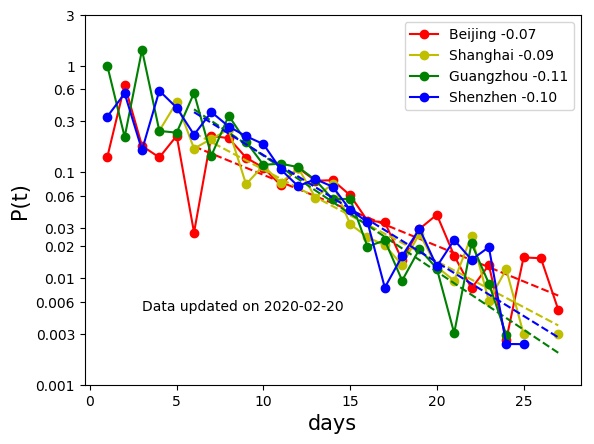 3
1
0.6
0.3
0.1
0.06
0.03
0.02
0.01
0.006
0.003
0.001
P(t)
Beijing -0.07
Shanghai -0.09
Guangzhou -0.11
Shenzhen -0.10
Data updated on 2020-02-20
0 5 10 15 20 25
days